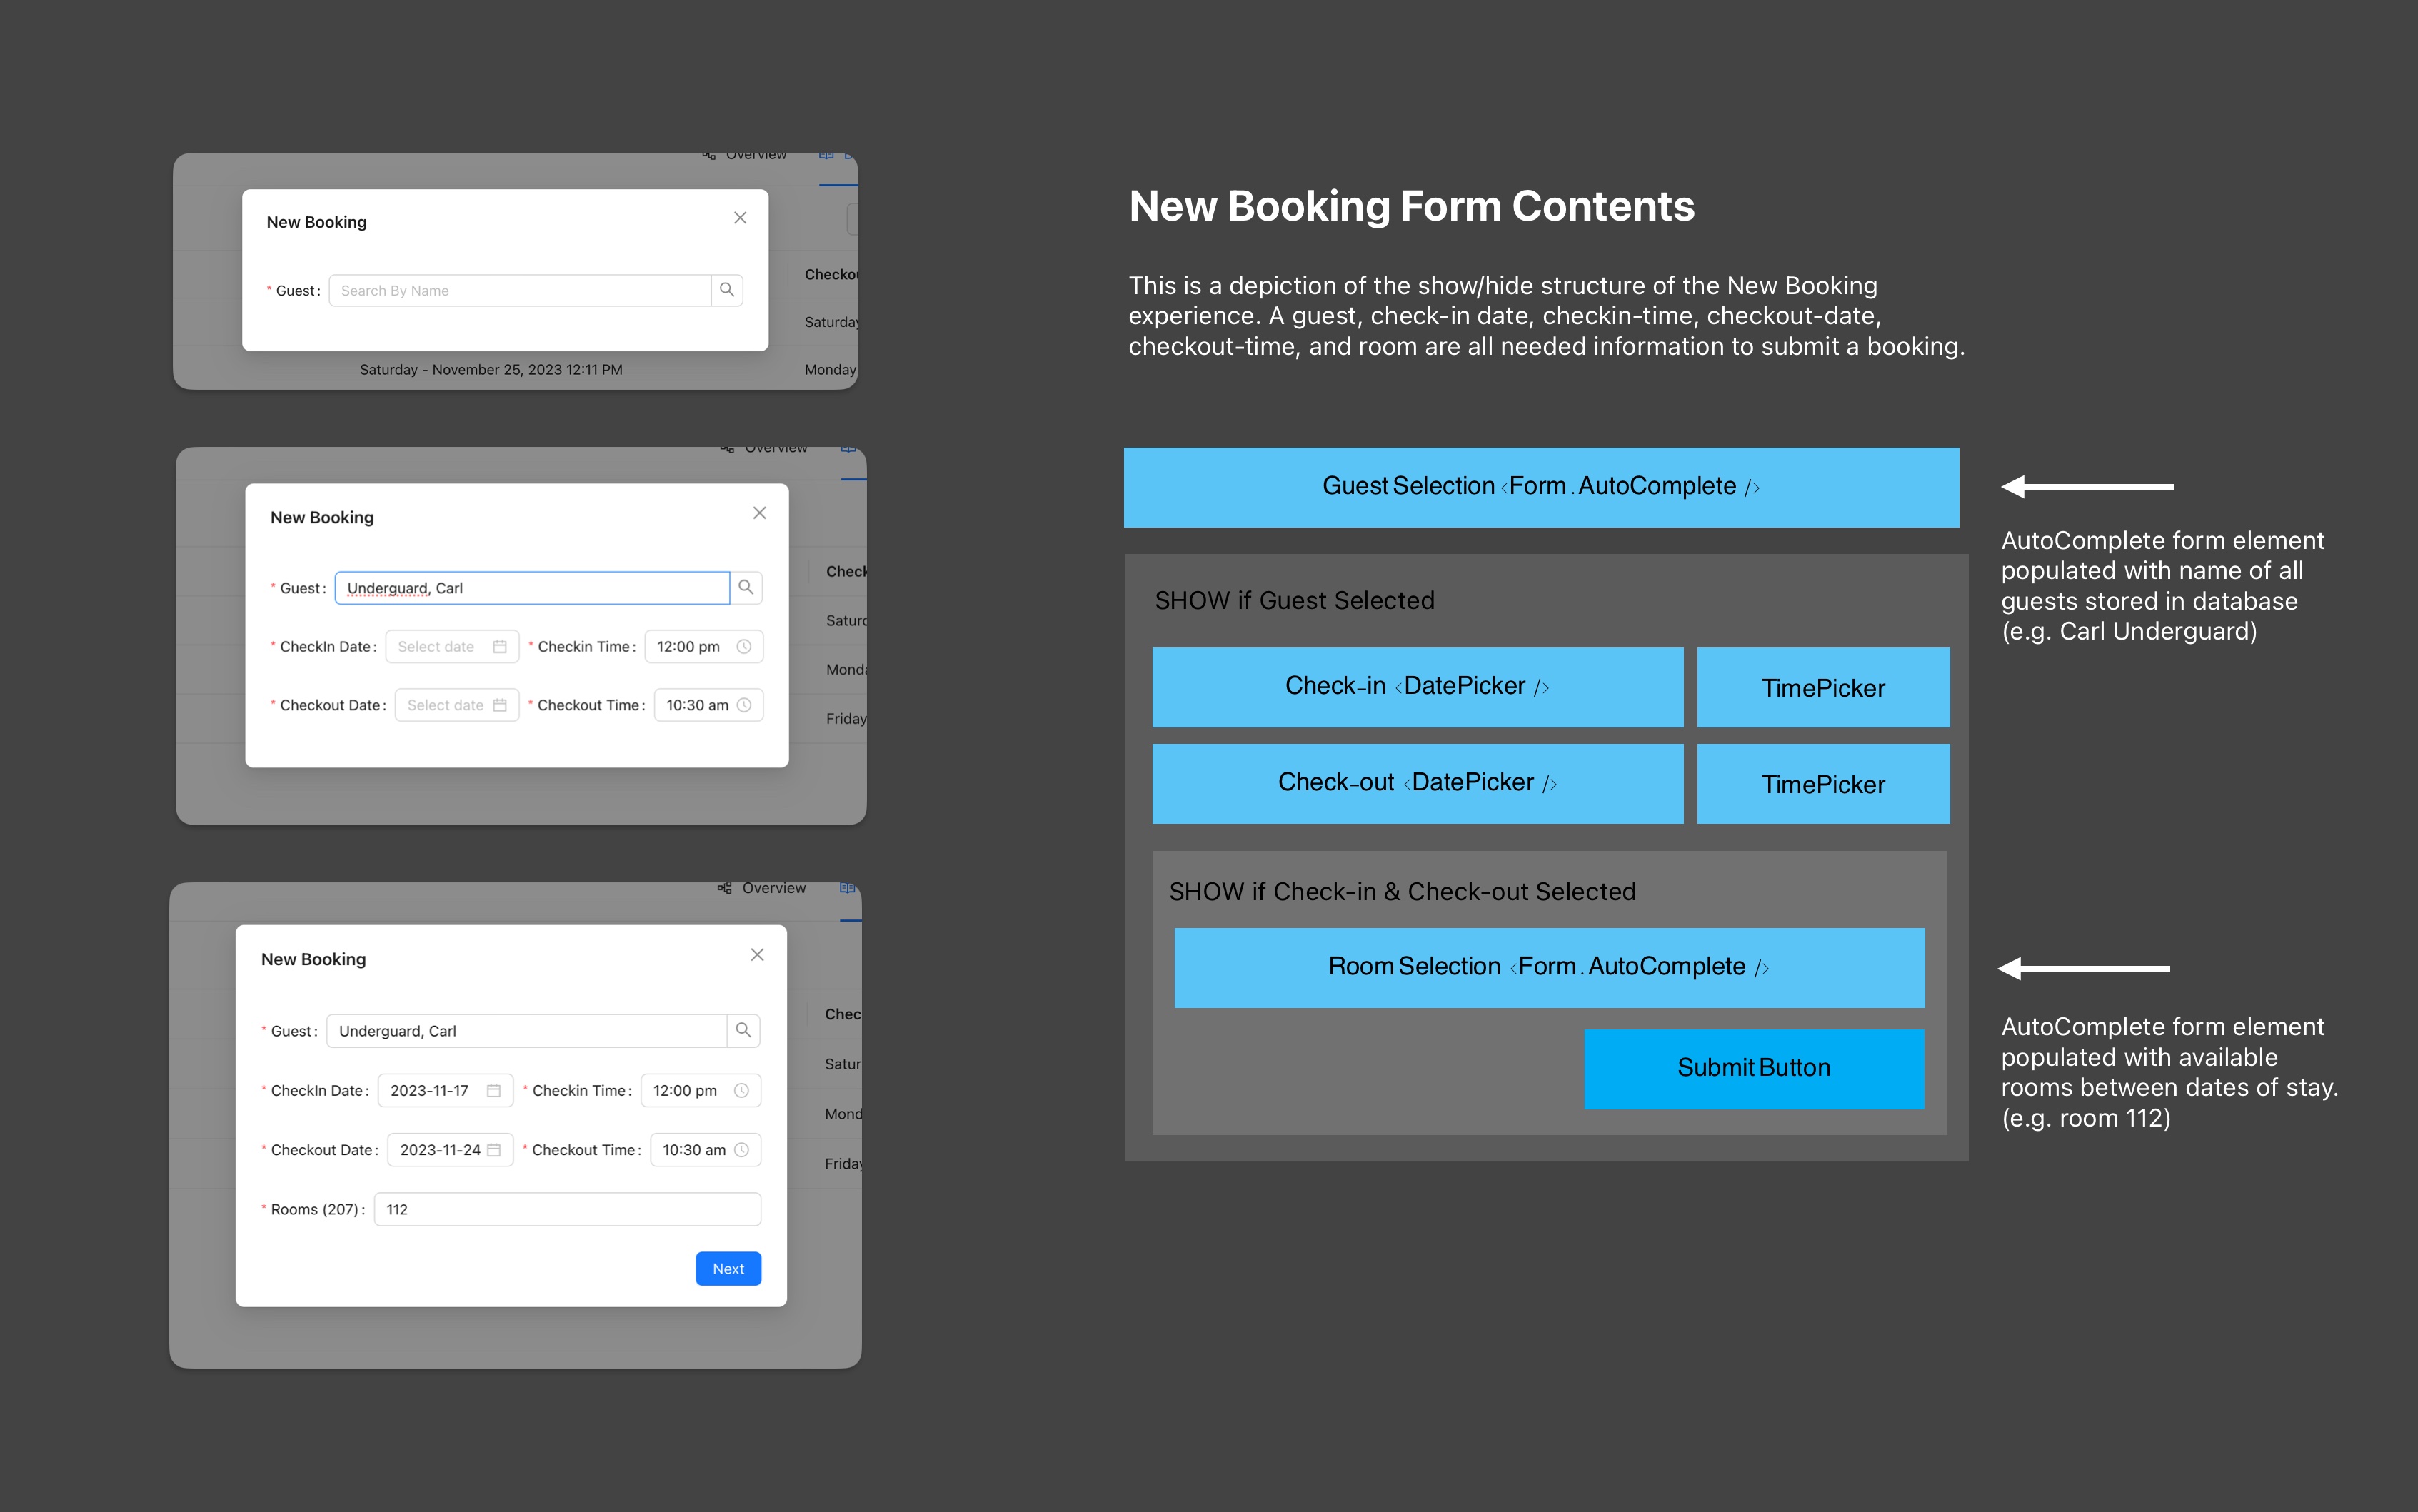 Overview
New Booking
* Guest :
Search By Name
Checkou
Saturday
Saturday - November 25, 2023 12:11 PM
Monday
Overview
New Booking
* Guest :
Underguard, Carl
* CheckIn Date :
Select date
* Checkin Time :
12:00 pm
* Checkout Date :
Select date
* Checkout Time :
10:30 am
Check
Saturd
Monda
Friday
Overview
New Booking
* Guest :
Underguard, Carl
* CheckIn Date :
2023-11-17
* Checkin Time :
12:00 pm
* Checkout Date :
2023-11-24
* Checkout Time :
10:30 am
* Rooms (207) :
112
Next
Chec
Satur
Mond
Friday
New Booking Form Contents
This is a depiction of the show/hide structure of the New Booking
experience. A guest, check-in date, checkin-time, checkout-date,
checkout-time, and room are all needed information to submit a booking.
Guest Selection <Form.AutoComplete />
SHOW if Guest Selected
Check-in <DatePicker />
TimePicker
Check-out <DatePicker />
TimePicker
SHOW if Check-in & Check-out Selected
Room Selection <Form.AutoComplete />
Submit Button
AutoComplete form element
populated with name of all
guests stored in database
(e.g. Carl Underguard)
AutoComplete form element
populated with available
rooms between dates of stay.
(e.g. room 112)